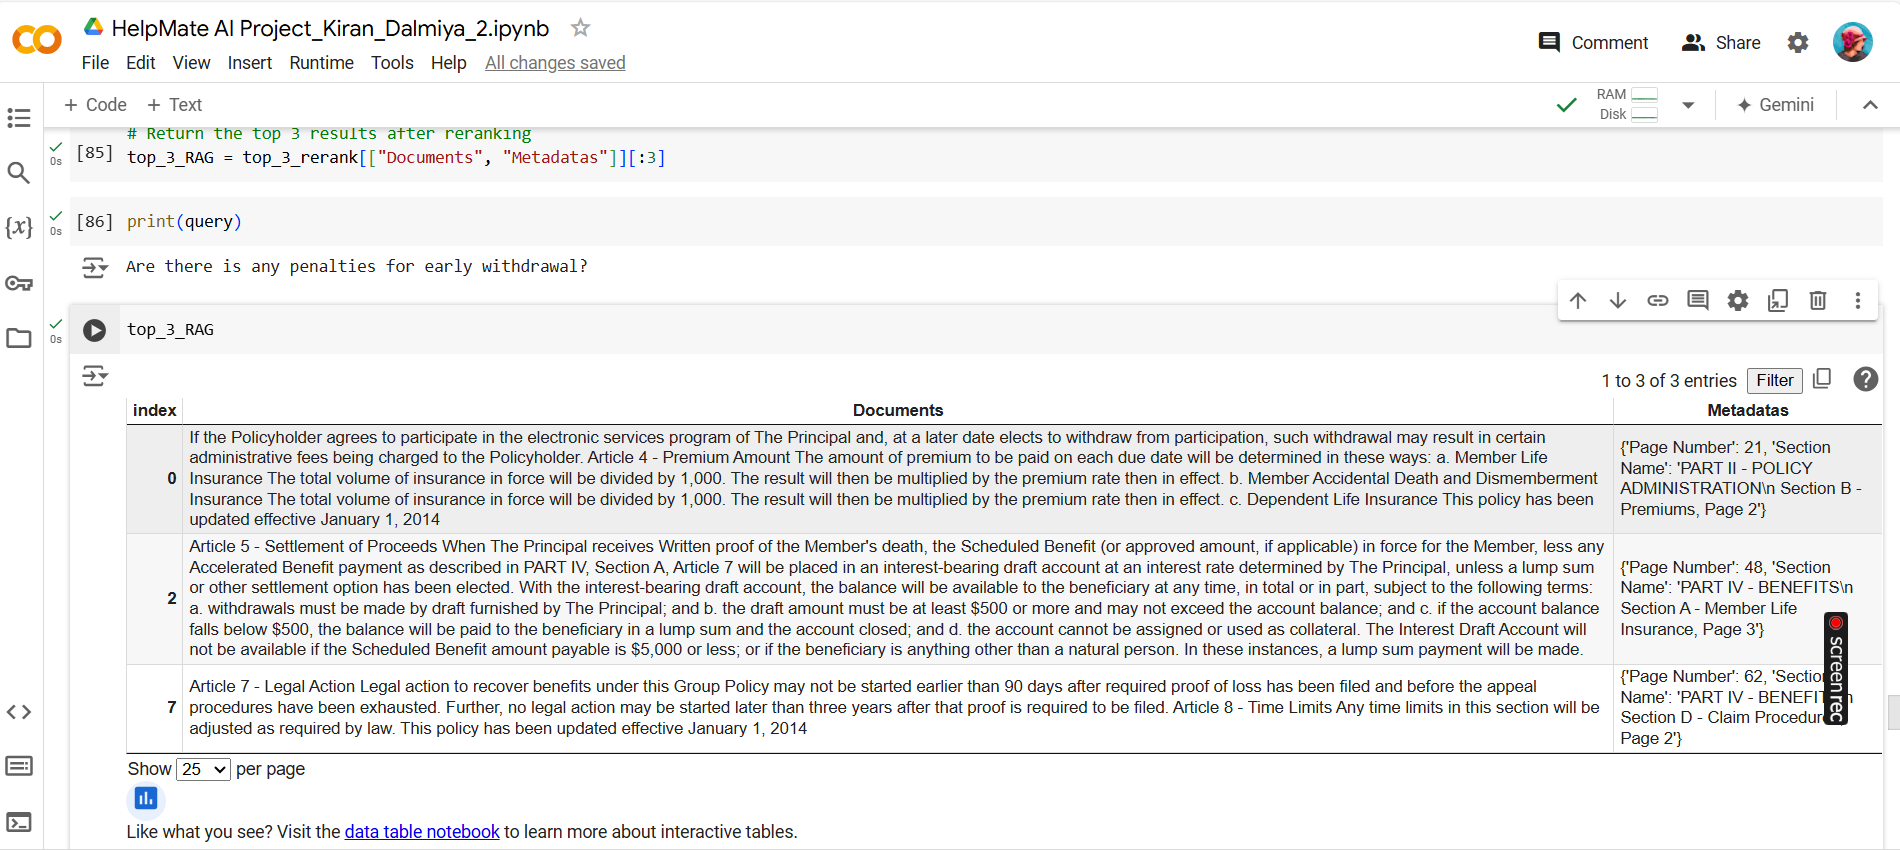 HelpMate AI Project_Kiran_Dalmiya_2.ipynb
Comment
Share
File Edit View Insert Runtime Tools Help All changes saved
+ Code + Text
RAM
Disk
Gemini
# Return the top 3 results after reranking
[85] top_3_RAG = top_3_rerank[["Documents", "Metadatas"]][:3]
0s
[86] print(query)
0s
Are there is any penalties for early withdrawal?
top_3_RAG
0s
1 to 3 of 3 entries Filter
index Documents Metadatas
0
If the Policyholder agrees to participate in the electronic services program of The Principal and, at a later date elects to withdraw from participation, such withdrawal may result in certain
administrative fees being charged to the Policyholder. Article 4 - Premium Amount The amount of premium to be paid on each due date will be determined in these ways: a. Member Life
Insurance The total volume of insurance in force will be divided by 1,000. The result will then be multiplied by the premium rate then in effect. b. Member Accidental Death and Dismemberment
Insurance The total volume of insurance in force will be divided by 1,000. The result will then be multiplied by the premium rate then in effect. c. Dependent Life Insurance This policy has been
updated effective January 1, 2014
{'Page Number': 21, 'Section
Name': 'PART II - POLICY
ADMINISTRATION\n Section B -
Premiums, Page 2'}
2
Article 5 - Settlement of Proceeds When The Principal receives Written proof of the Member's death, the Scheduled Benefit (or approved amount, if applicable) in force for the Member, less any
Accelerated Benefit payment as described in PART IV, Section A, Article 7 will be placed in an interest-bearing draft account at an interest rate determined by The Principal, unless a lump sum
or other settlement option has been elected. With the interest-bearing draft account, the balance will be available to the beneficiary at any time, in total or in part, subject to the following terms:
a. withdrawals must be made by draft furnished by The Principal; and b. the draft amount must be at least $500 or more and may not exceed the account balance; and c. if the account balance
falls below $500, the balance will be paid to the beneficiary in a lump sum and the account closed; and d. the account cannot be assigned or used as collateral. The Interest Draft Account will
not be available if the Scheduled Benefit amount payable is $5,000 or less; or if the beneficiary is anything other than a natural person. In these instances, a lump sum payment will be made.
{'Page Number': 48, 'Section
Name': 'PART IV - BENEFITS\n
Section A - Member Life
Insurance, Page 3'}
7
Article 7 - Legal Action Legal action to recover benefits under this Group Policy may not be started earlier than 90 days after required proof of loss has been filed and before the appeal
procedures have been exhausted. Further, no legal action may be started later than three years after that proof is required to be filed. Article 8 - Time Limits Any time limits in this section will be
adjusted as required by law. This policy has been updated effective January 1, 2014
{'Page Number': 62, 'Section
Name': 'PART IV -
Section D - Claim
Page 2'}
screenrec
Show 25 per page
Like what you see? Visit the data table notebook to learn more about interactive tables.